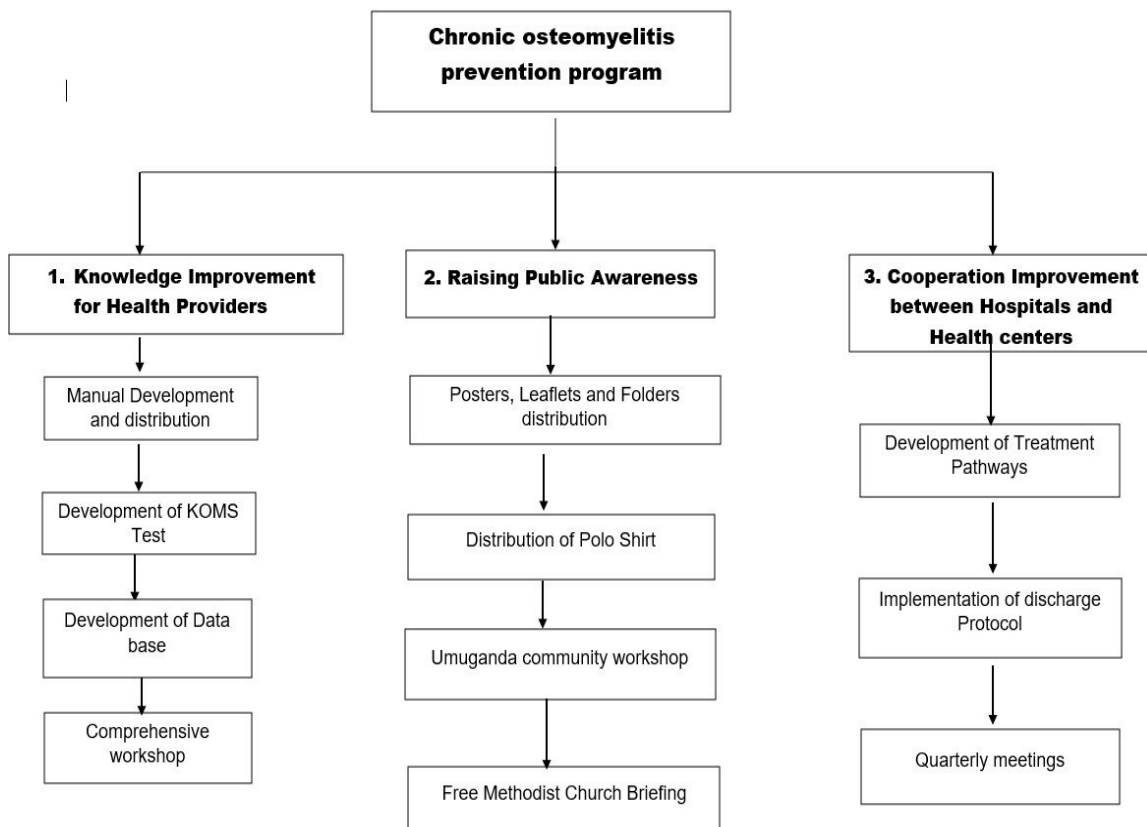 Chronic osteomyelitis
prevention program
1. Knowledge Improvement
for Health Providers
Manual Development
and distribution
Development of KOMS
Test
Development of Data
base
Comprehensive
workshop
2. Raising Public Awareness
Posters, Leaflets and Folders
distribution
Distribution of Polo Shirt
Umuganda community workshop
Free Methodist Church Briefing
3. Cooperation Improvement
between Hospitals and
Health centers
Development of Treatment
Pathways
Implementation of discharge
Protocol
Quarterly meetings